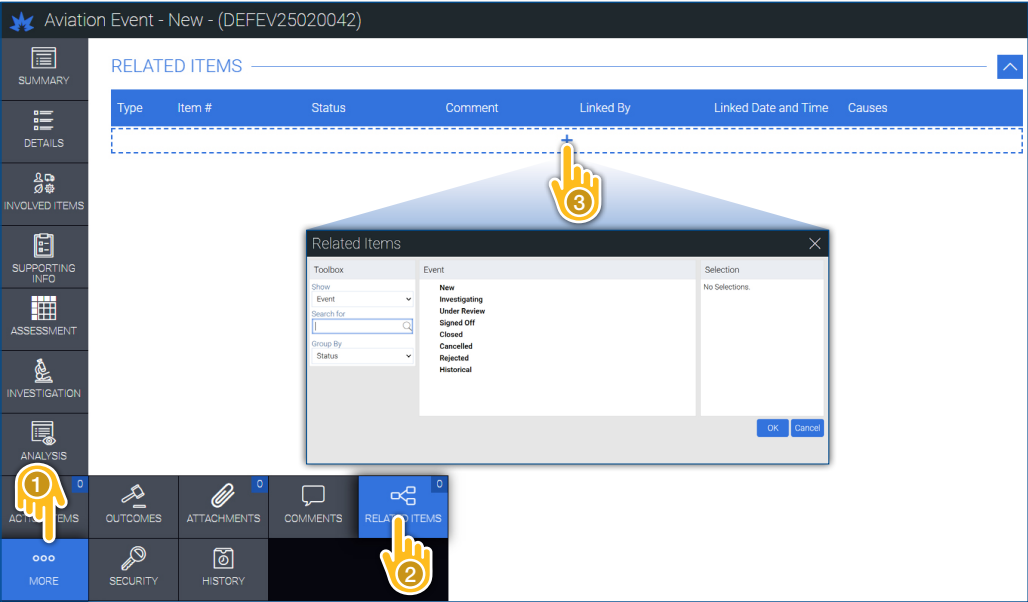 Aviation Event - New - (DEFEV25020042)
SUMMARY
DETAILS
INVOLVED ITEMS
SUPPORTING
INFO
ASSESSMENT
INVESTIGATION
ANALYSIS
RELATED ITEMS
Type Item # Status Comment Linked By Linked Date and Time Causes
+
3
Related Items
Toolbox
Show
Event
Search for
Group By
Status
Event
New
Investigating
Under Review
Signed Off
Closed
Cancelled
Rejected
Historical
Selection
No Selections.
OK Cancel
1
0 0 0
OUTCOMES ATTACHMENTS COMMENTS
ITEMS
MORE SECURITY HISTORY
2